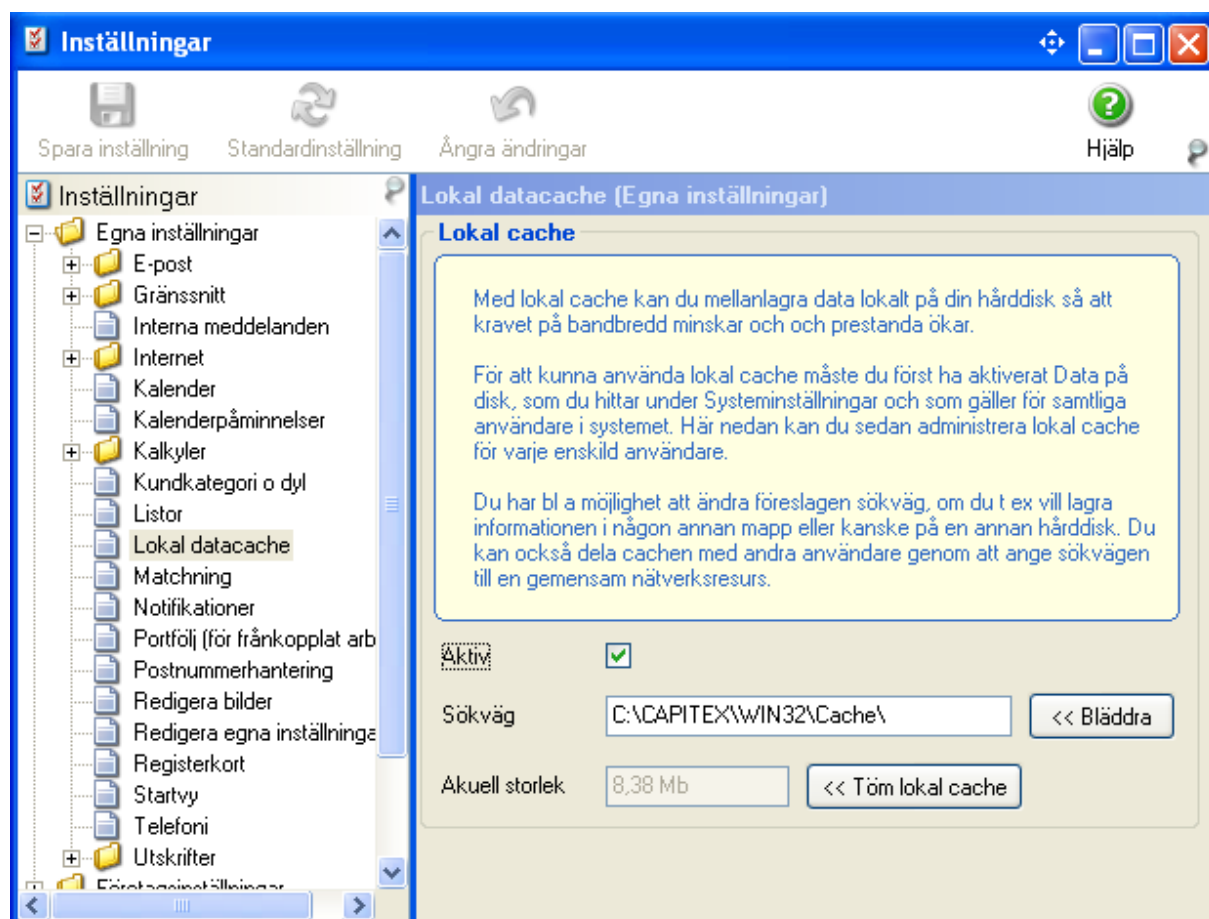 Inställningar
Spara inställning
Standardinställning
Ångra ändringar
Hjälp
Inställningar
Egna inställningar
E-post
Gränssnitt
Interna meddelanden
Internet
Kalender
Kalenderpåminnelser
Kalkyler
Kundkategori o dyl
Listor
Lokal datacache
Matchning
Notifikationer
Portfölj (för frånkopplat arb
Postnummerhantering
Redigera bilder
Redigera egna inställninga
Registerkort
Startvy
Telefoni
Utskrifter
Företagsinställningar
Lokal datacache (Egna inställningar)
Lokal cache
Med lokal cache kan du mellanlagra data lokalt på din hårddisk så att
kravet på bandbredd minskar och och prestanda ökar.
För att kunna använda lokal cache måste du först ha aktiverat Data på
disk, som du hittar under Systeminställningar och som gäller för samtliga
användare i systemet. Här nedan kan du sedan administrera lokal cache
för varje enskild användare.
Du har bl a möjlighet att ändra föreslagen sökväg, om du t ex vill lagra
informationen i någon annan mapp eller kanske på en annan hårddisk. Du
kan också dela cachen med andra användare genom att ange sökvägen
till en gemensam nätverksresurs.
Aktiv
Sökväg
C:\CAPITEX\WIN32\Cache\
<< Bläddra
Akuell storlek
8,38 Mb
<< Töm lokal cache